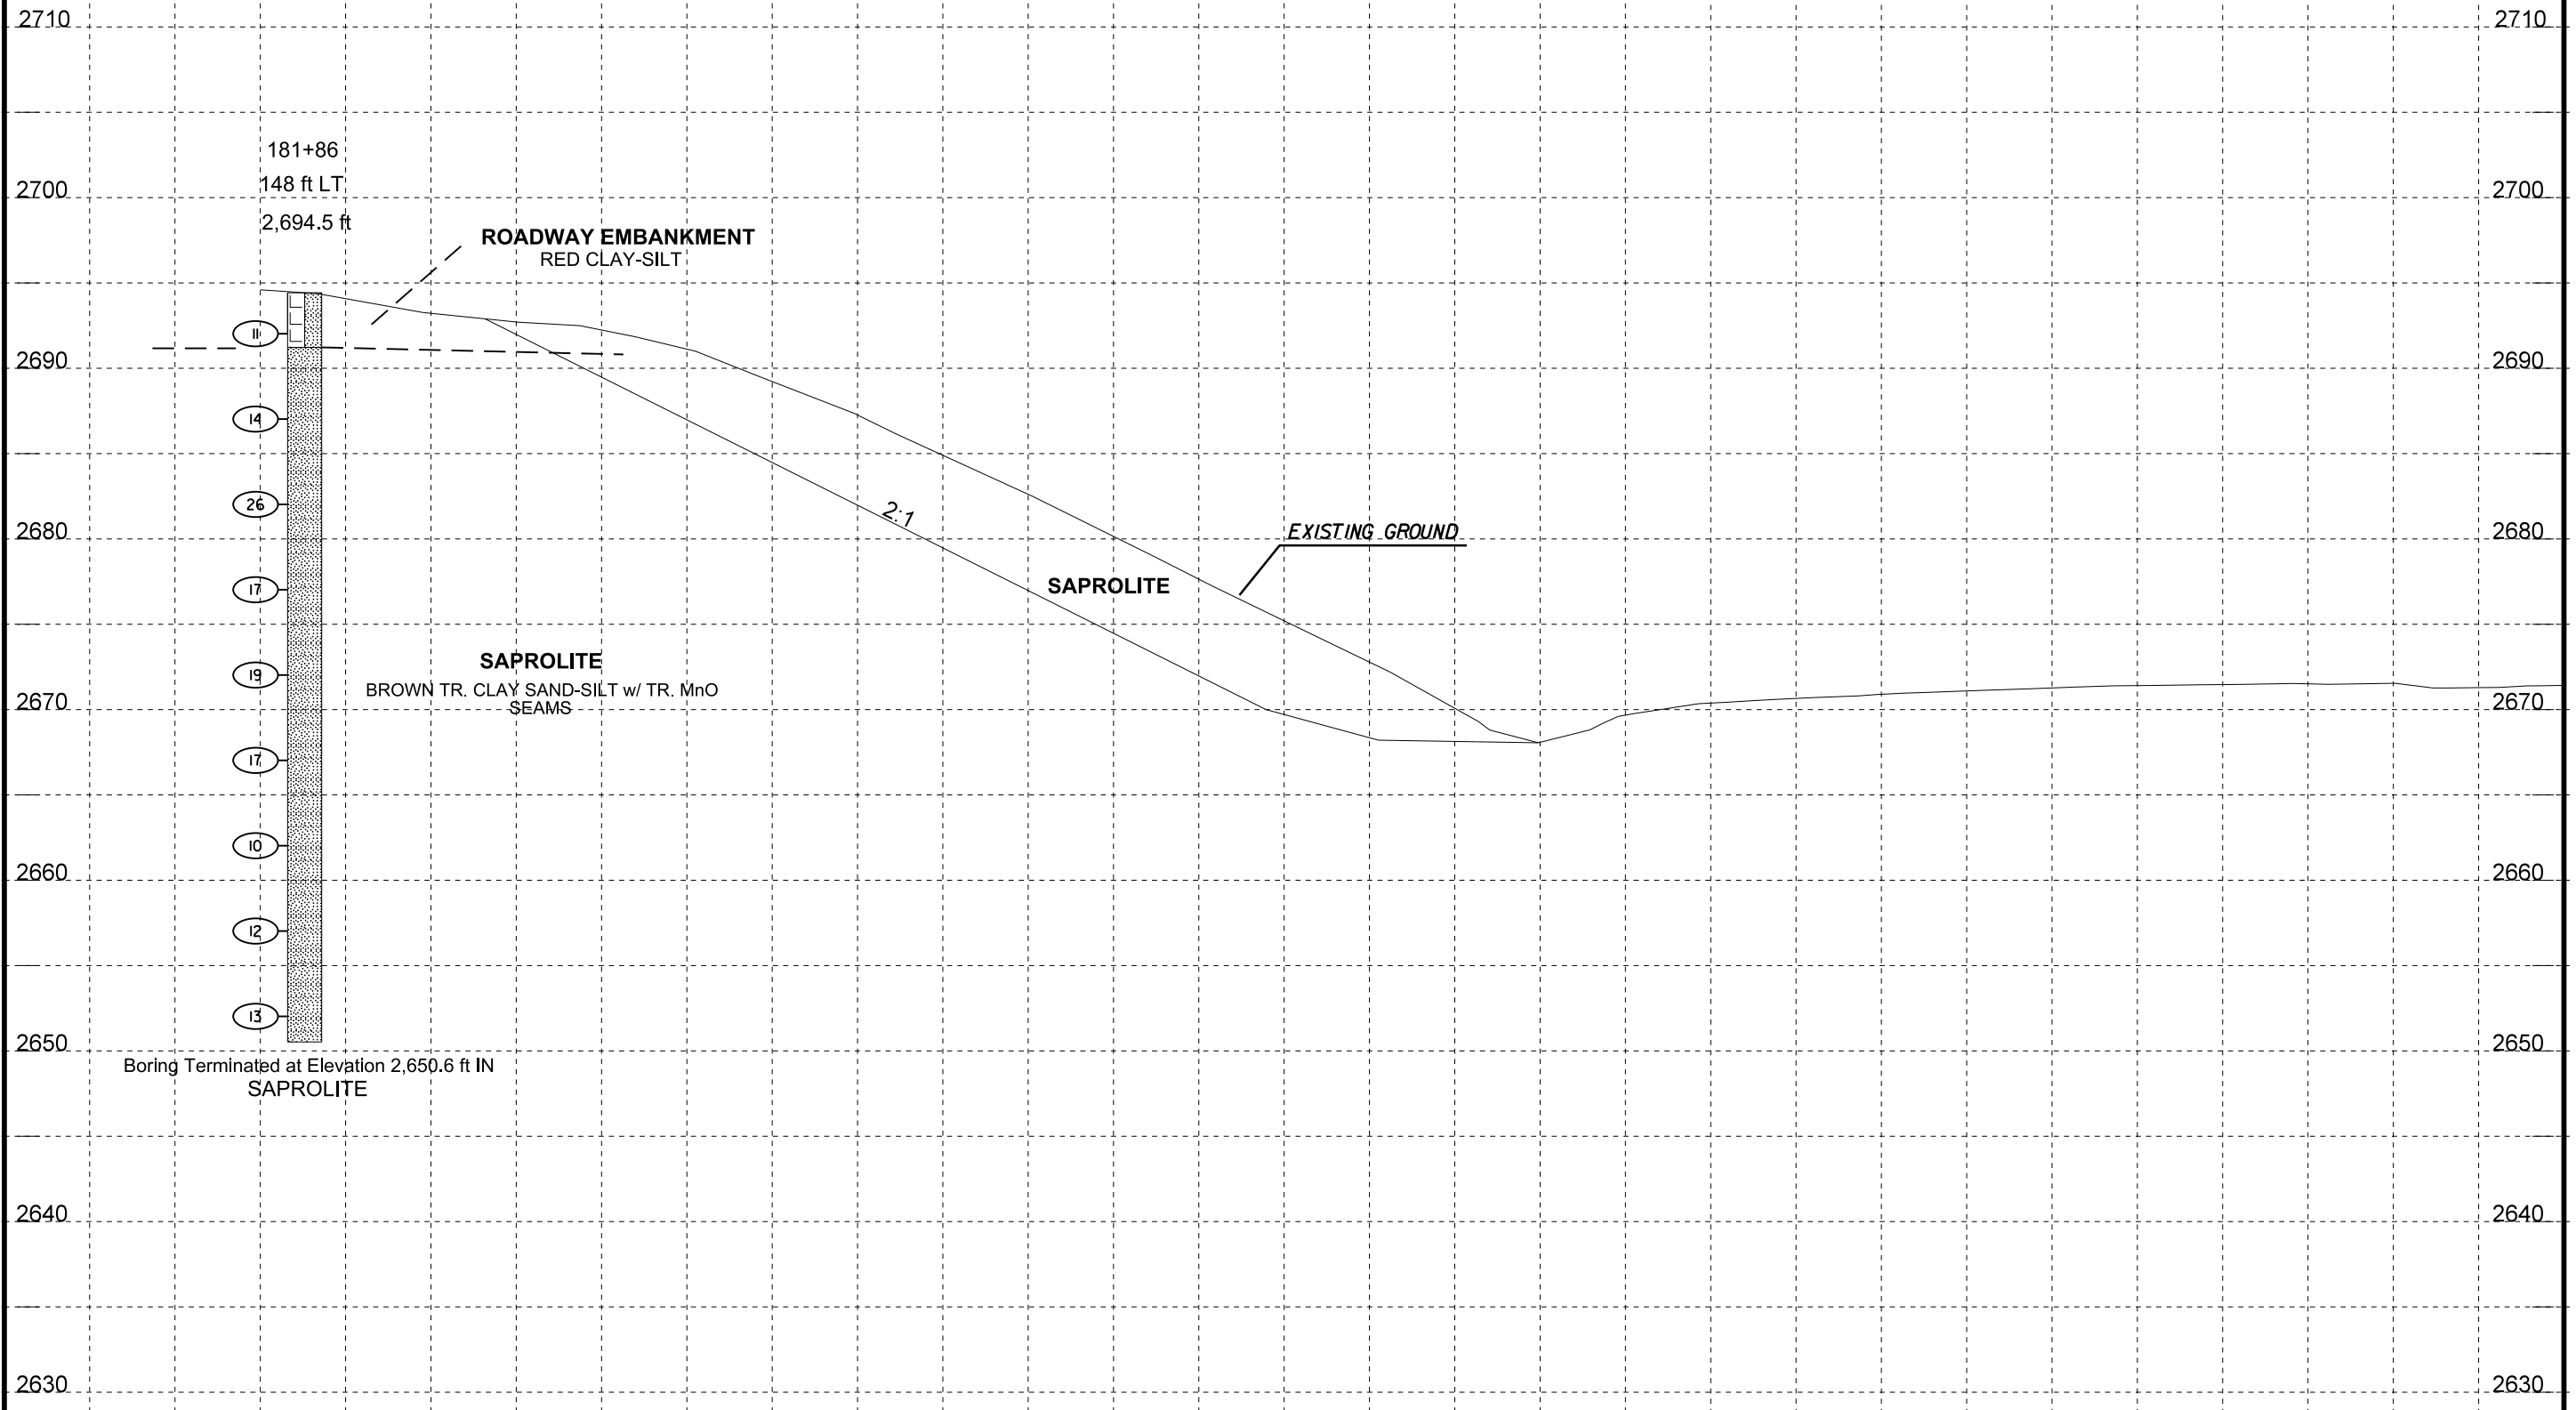 2710 2710
181+86
148 ft LT
2700 2700
2,694.5 ft
ROADWAY EMBANKMENT
RED CLAY-SILT
11
2690 2690
14
26
2:1
2680 EXISTING GROUND 2680
17
SAPROLITE
SAPROLITE
19
BROWN TR. CLAY SAND-SILT w/ TR. MnO
SEAMS
2670 2670
17
10
2660 2660
12
13
2650 2650
Boring Terminated at Elevation 2,650.6 ft IN
SAPROLITE
2640 2640
2630 2630